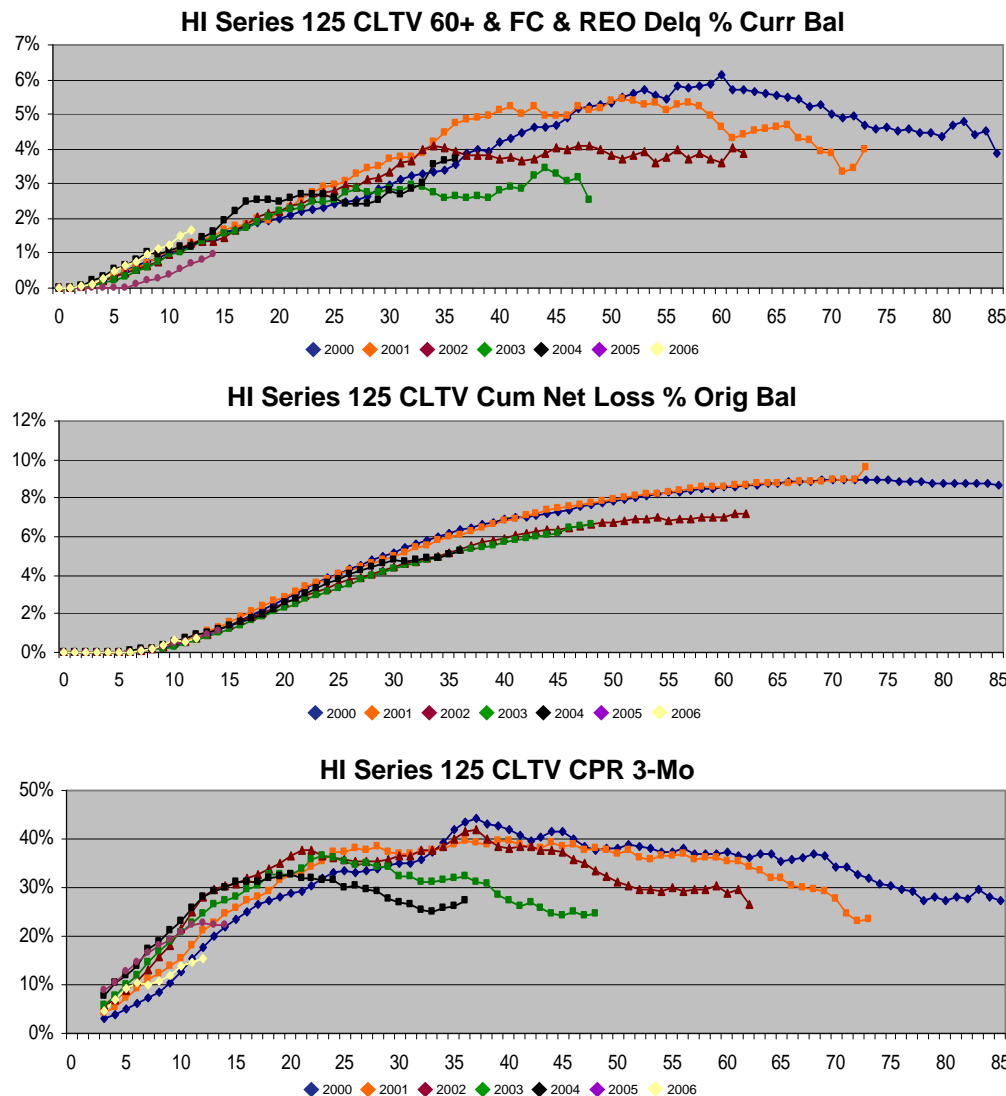 HI Series 125 CLTV 60+ & FC & REO Delq % Curr Bal
7%
6%
5%
4%
3%
2%
1%
0%
0 5 10 15 20 25 30 35 40 45 50 55 60 65 70 75 80 85
2000 2001 2002 2003 2004 2005 2006
HI Series 125 CLTV Cum Net Loss % Orig Bal
12%
10%
8%
6%
4%
2%
0%
0 5 10 15 20 25 30 35 40 45 50 55 60 65 70 75 80 85
2000 2001 2002 2003 2004 2005 2006
HI Series 125 CLTV CPR 3-Mo
50%
40%
30%
20%
10%
0%
0 5 10 15 20 25 30 35 40 45 50 55 60 65 70 75 80 85
2000 2001 2002 2003 2004 2005 2006